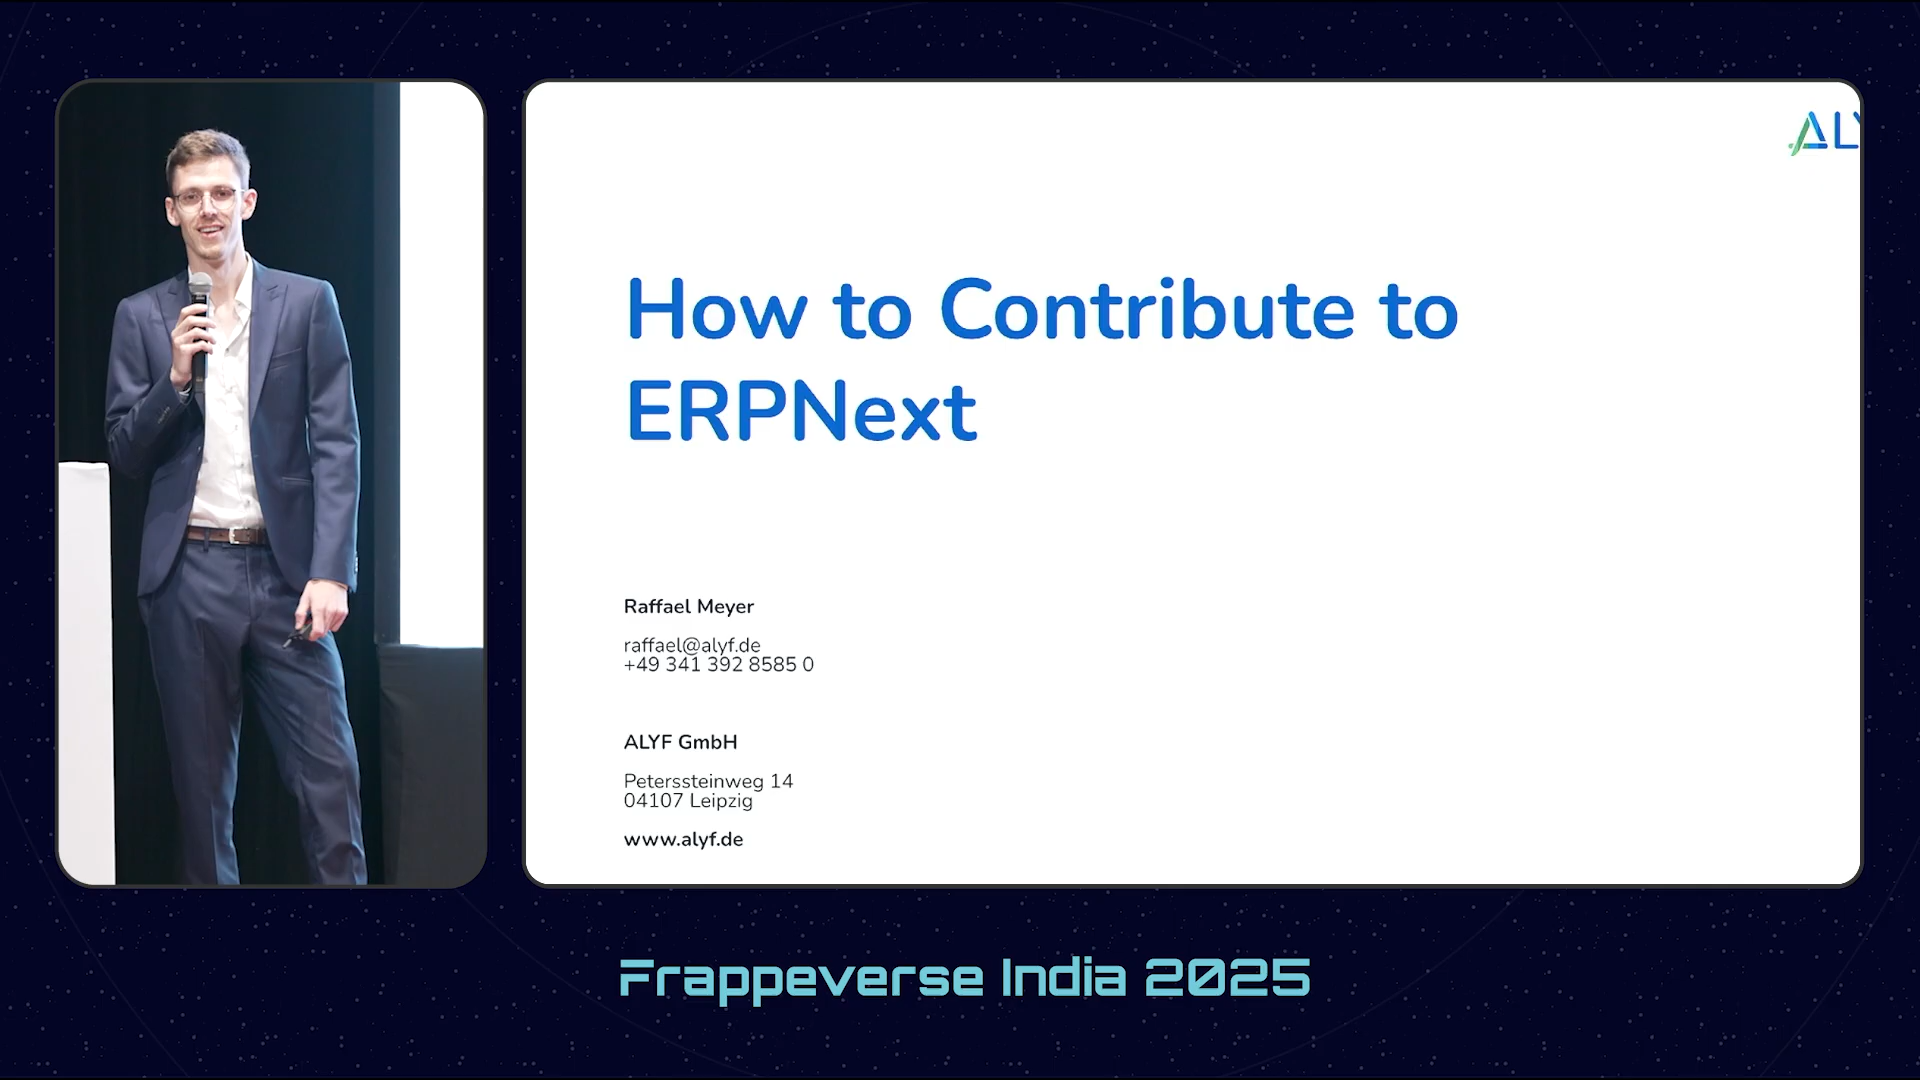 AL
How to Contribute to
ERPNext
Raffael Meyer
raffael@alyf.de
+49 341 392 8585 0
ALYF GmbH
Peterssteinweg 14
04107 Leipzig
www.alyf.de
Frappeverse India 2025